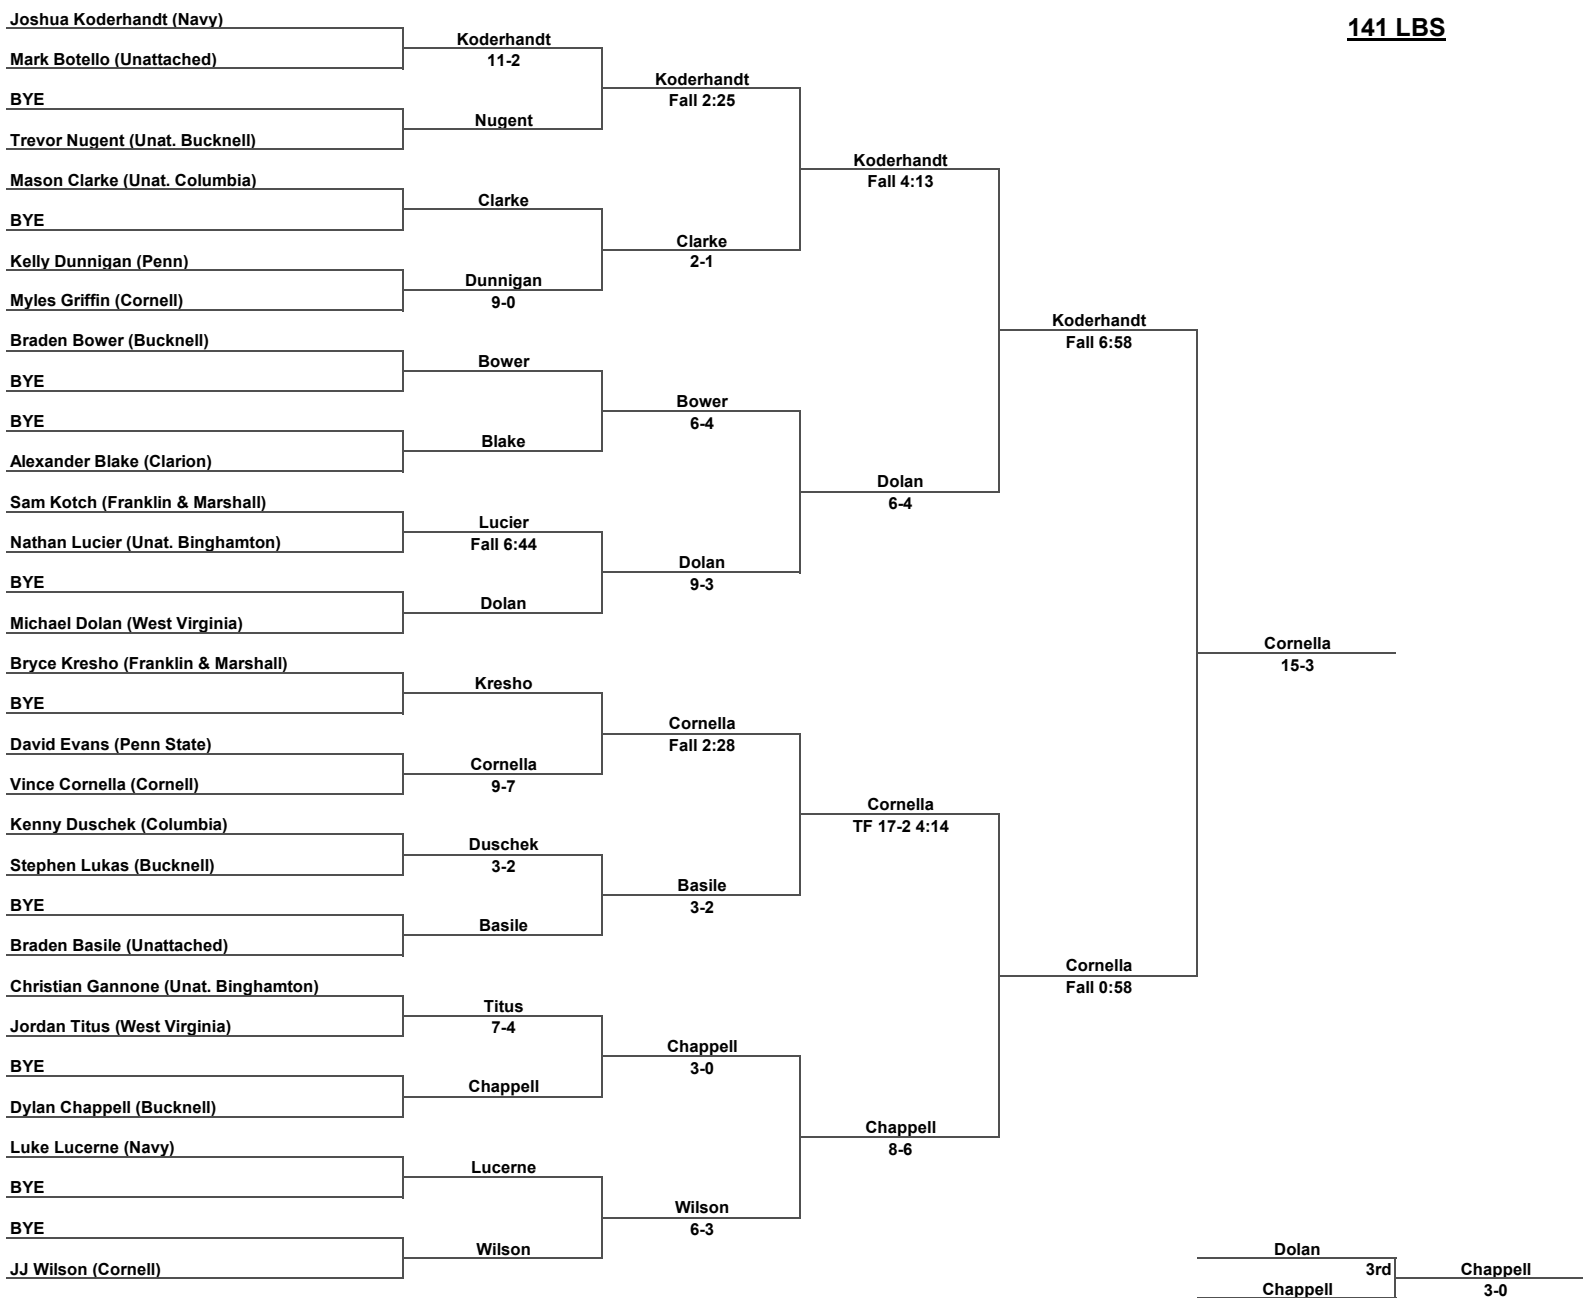 141 LBS
Joshua Koderhandt (Navy)
Mark Botello (Unattached)
BYE
Trevor Nugent (Unat. Bucknell)
Mason Clarke (Unat. Columbia)
BYE
Kelly Dunnigan (Penn)
Myles Griffin (Cornell)
Braden Bower (Bucknell)
BYE
BYE
Alexander Blake (Clarion)
Sam Kotch (Franklin & Marshall)
Nathan Lucier (Unat. Binghamton)
BYE
Michael Dolan (West Virginia)
Bryce Kresho (Franklin & Marshall)
BYE
David Evans (Penn State)
Vince Cornella (Cornell)
Kenny Duschek (Columbia)
Stephen Lukas (Bucknell)
BYE
Braden Basile (Unattached)
Christian Gannone (Unat. Binghamton)
Jordan Titus (West Virginia)
BYE
Dylan Chappell (Bucknell)
Luke Lucerne (Navy)
BYE
BYE
JJ Wilson (Cornell)
Koderhandt
11-2
Nugent
Clarke
Dunnigan
9-0
Bower
Blake
Lucier
Fall 6:44
Dolan
Kresho
Cornella
9-7
Duschek
3-2
Basile
Titus
7-4
Chappell
Lucerne
Wilson
Koderhandt
Fall 2:25
Clarke
2-1
Bower
6-4
Dolan
9-3
Cornella
Fall 2:28
Basile
3-2
Chappell
3-0
Wilson
6-3
Koderhandt
Fall 4:13
Dolan
6-4
Cornella
TF 17-2 4:14
Chappell
8-6
Koderhandt
Fall 6:58
Cornella
Fall 0:58
Cornella
15-3
Dolan
3rd
Chappell
Chappell
3-0